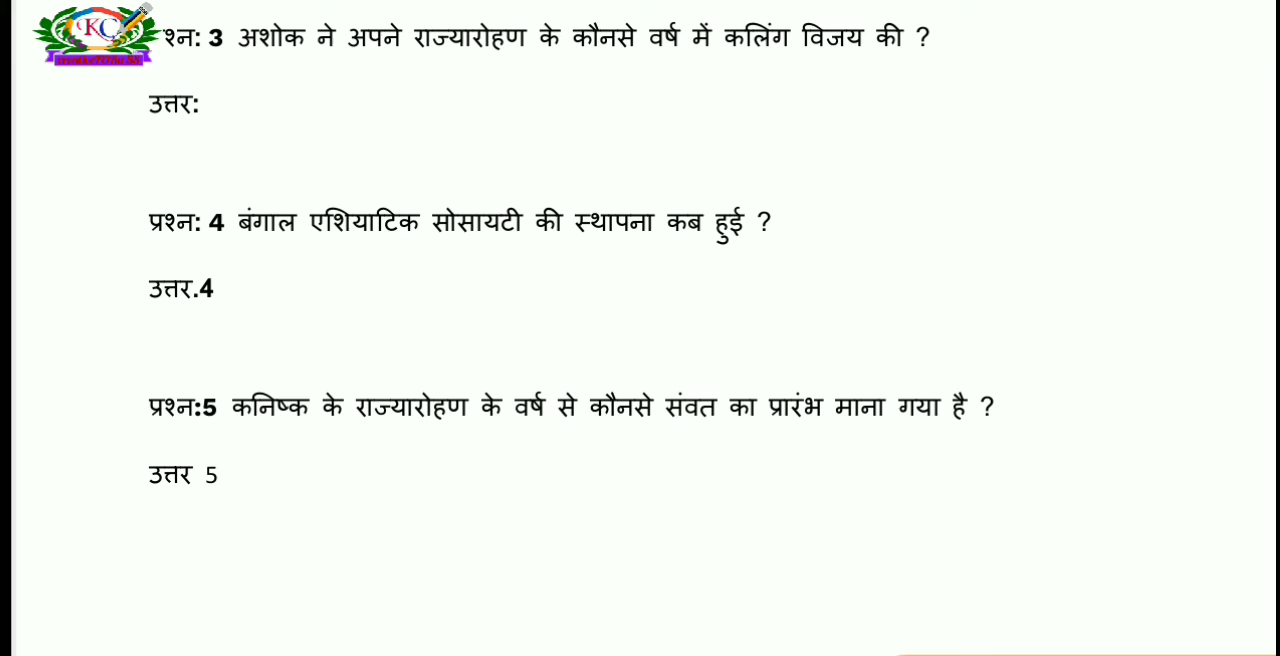 KC
श्न: 3 अशोक ने अपने राज्यारोहण के कौनसे वर्ष में कलिंग विजय की ?
उत्तर:
प्रश्न: 4 बंगाल एशियाटिक सोसायटी की स्थापना कब हुई ?
उत्तर.4
प्रश्न:5 कनिष्क के राज्यारोहण के वर्ष से कौनसे संवत का प्रारंभ माना गया है ?
उत्तर 5